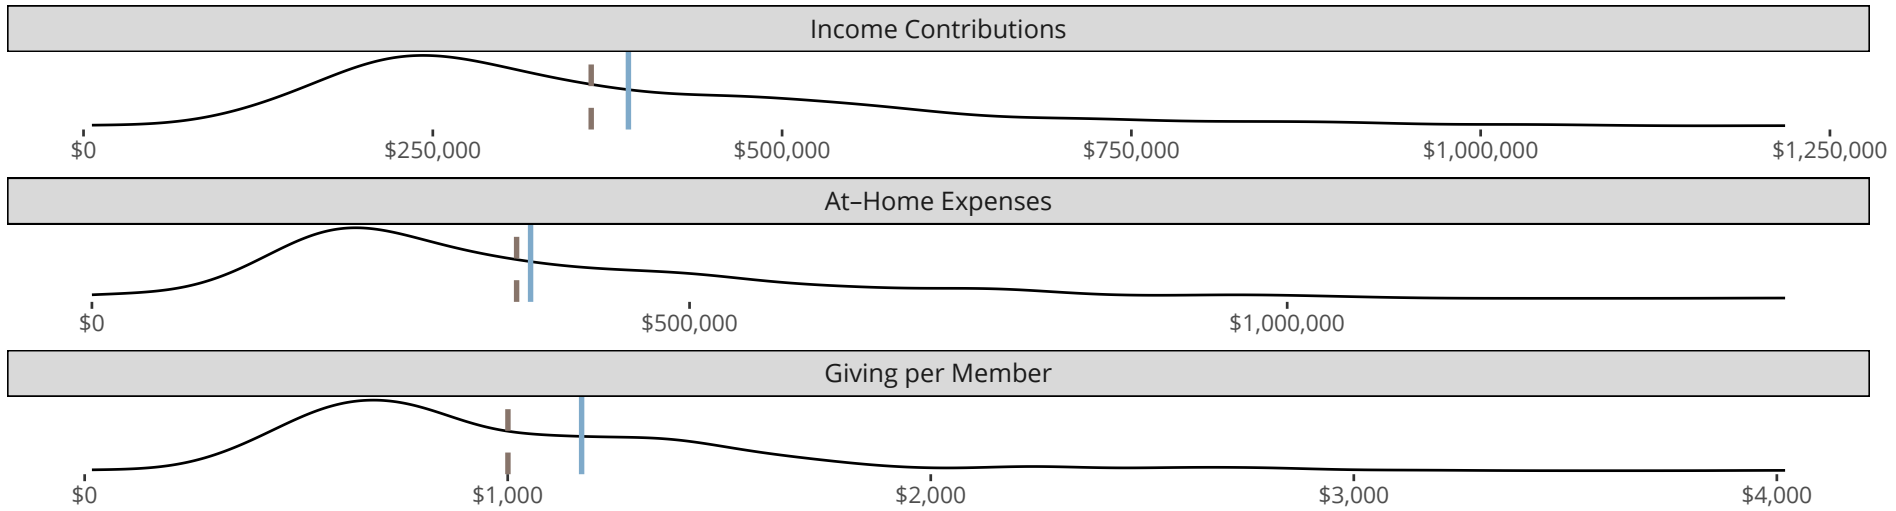 Income Contributions
$0 $250,000 $500,000 $750,000 $1,000,000 $1,250,000
At–Home Expenses
$0 $500,000 $1,000,000
Giving per Member
$0 $1,000 $2,000 $3,000 $4,000